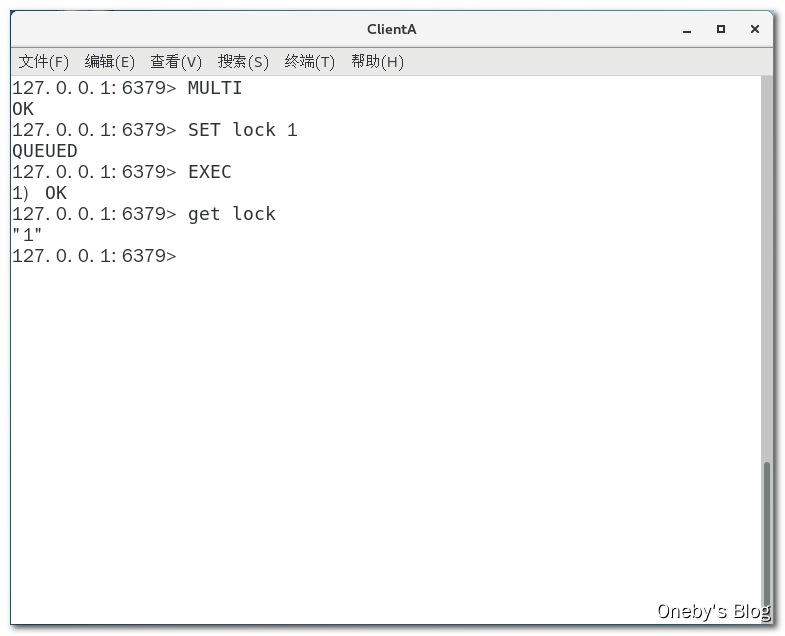 ClientA
文件(F) 编辑(E) 查看(V) 搜索(S) 终端(T) 帮助(H)
127.0.0.1:6379> MULTI
OK
127.0.0.1:6379> SET lock 1
QUEUED
127.0.0.1:6379> EXEC
1) OK
127.0.0.1:6379> get lock
"1"
127.0.0.1:6379>
Oneby's Blog